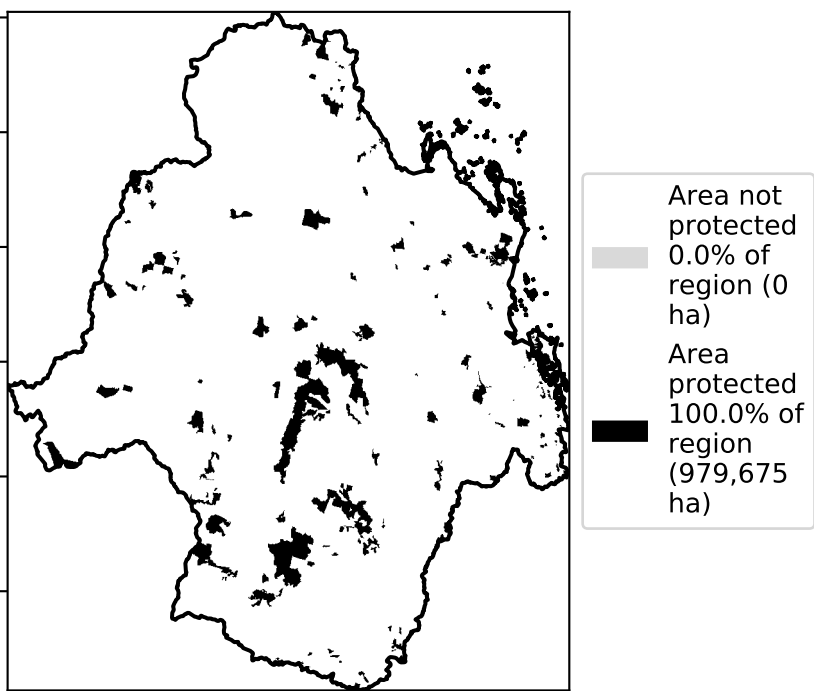 Area not
protected
0.0% of
region (0
ha)
Area
protected
100.0% of
region
(979,675
ha)